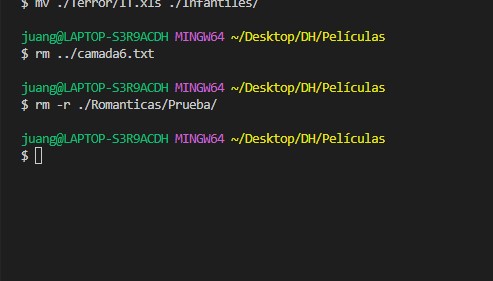 $ mv ./Terror/IT.xls ./Infantiles/
juang@LAPTOP-S3R9ACDH MINGW64 ~/Desktop/DH/Películas
$ rm ../camada6.txt
juang@LAPTOP-S3R9ACDH MINGW64 ~/Desktop/DH/Películas
$ rm -r ./Romanticas/Prueba/
juang@LAPTOP-S3R9ACDH MINGW64 ~/Desktop/DH/Películas
$